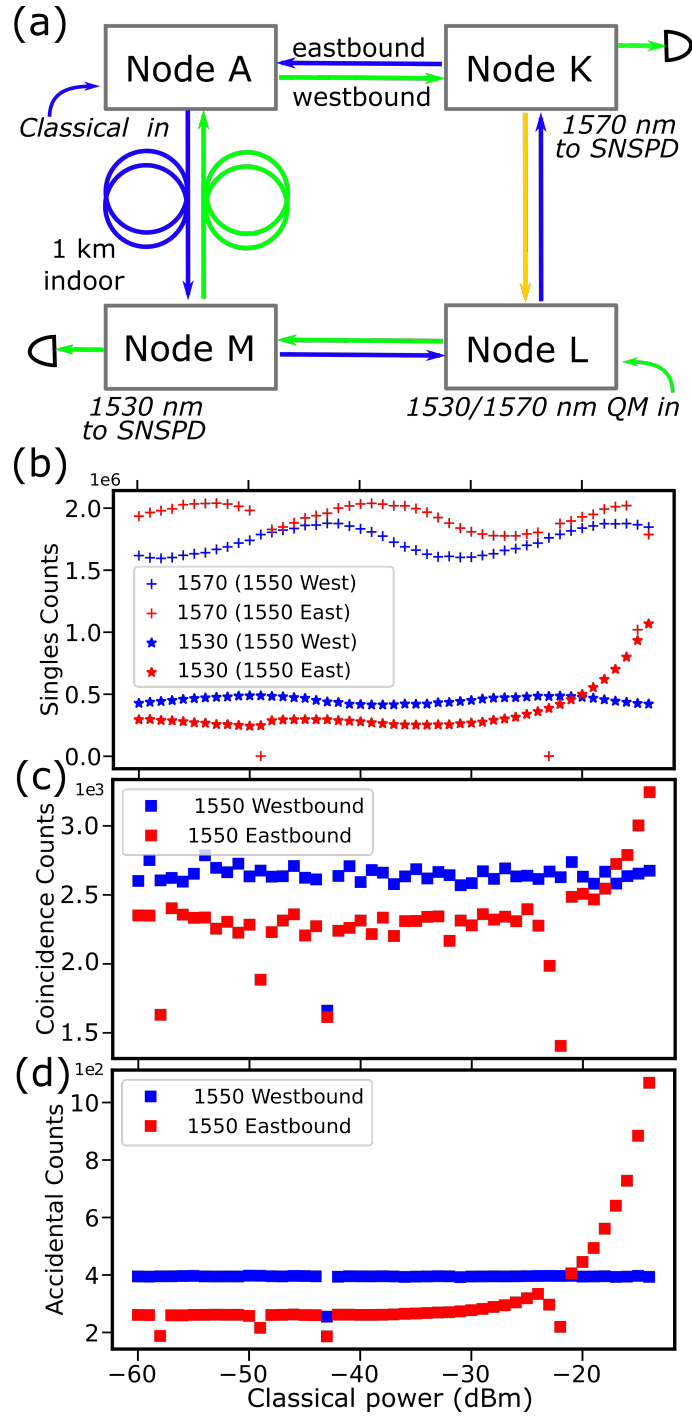 (a)
Node A
eastbound
westbound
Node K
Classical in
1570 nm
to SNSPD
1 km
indoor
Node M
Node L
1530 nm
to SNSPD
1530/1570 nm QM in
(b)
1e6
2.0
1.5
1.0
0.5
0.0
Singles Counts
1570 (1550 West)
1570 (1550 East)
1530 (1550 West)
1530 (1550 East)
(c)
1e3
3.0
2.5
2.0
1.5
Coincidence Counts
1550 Westbound
1550 Eastbound
(d)
1e2
10
8
6
4
2
Accidental Counts
1550 Westbound
1550 Eastbound
−60
−50
−40
−30
−20
Classical power (dBm)